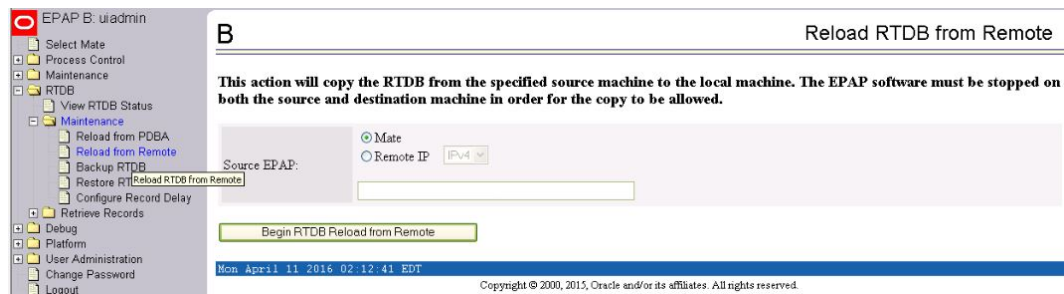 EPAP B: uiadmin
Select Mate
Process Control
Maintenance
RTDB
View RTDB Status
Maintenance
Reload from PDBA
Reload from Remote
Backup RTDB
Restore RT
Reload RTDB from Remote
Configure Record Delay
Retrieve Records
Debug
Platform
User Administration
Change Password
Logout
B
Reload RTDB from Remote
This action will copy the RTDB from the specified source machine to the local machine. The EPAP software must be stopped on
both the source and destination machine in order for the copy to be allowed.
Source EPAP:
Mate
Remote IP IPv4
Begin RTDB Reload from Remote
Mon April 11 2016 02:12:41 EDT
Copyright © 2000, 2015, Oracle and/or its affiliates. All rights reserved.